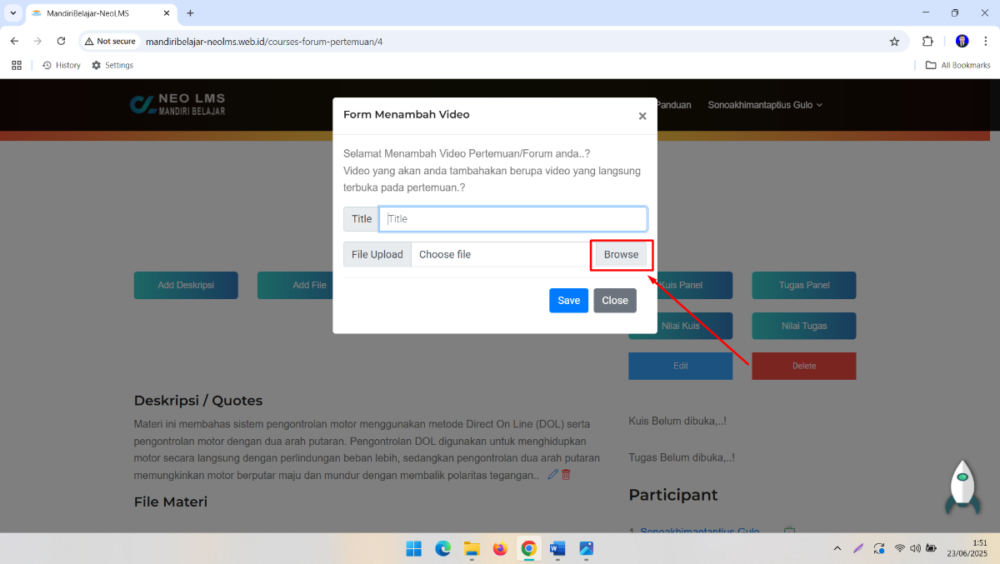 MandiriBelajar-NeoLMS
Not secure
mandiribelajar-neolms.web.id/courses-forum-pertemuan/4
History
Settings
All Bookmarks
NEO LMS
MANDIRI BELAJAR
Panduan
Sonoakhimantaptius Gulo
Form Menambah Video
×
Selamat Menambah Video Pertemuan/Forum anda..?
Video yang akan anda tambahakan berupa video yang langsung
terbuka pada pertemuan.?
Title
Title
File Upload
Choose file
Browse
Save
Close
Add Deskripsi
Add File
Kuis Panel
Tugas Panel
Nilai Kuis
Nilai Tugas
Edit
Delete
Deskripsi / Quotes
Materi ini membahas sistem pengontrolan motor menggunakan metode Direct On Line (DOL) serta
pengontrolan motor dengan dua arah putaran. Pengontrolan DOL digunakan untuk menghidupkan
motor secara langsung dengan perlindungan beban lebih, sedangkan pengontrolan dua arah putaran
memungkinkan motor berputar maju dan mundur dengan membalik polaritas tegangan..
File Materi
Kuis Belum dibuka,..!
Tugas Belum dibuka,..!
Participant
1. Sonoakhimantaptius Gulo
1:51
23/06/2025